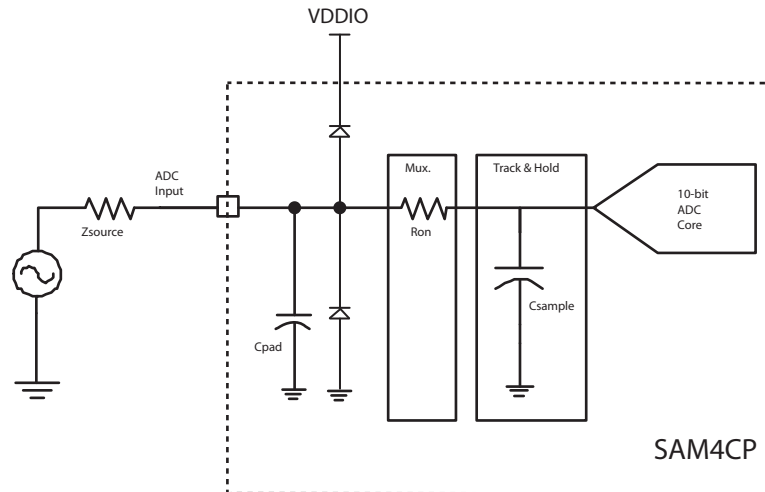 VDDIO
ADC
Input
Zsource
Mux.
Track & Hold
10-bit
ADC
Core
Ron
Csample
Cpad
SAM4CP